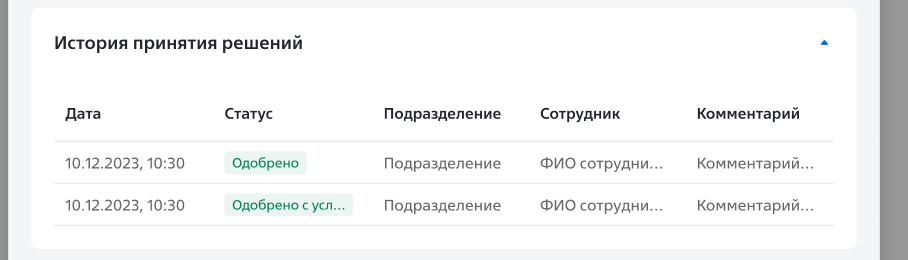 История принятия решений
Дата Статус Подразделение Сотрудник Комментарий
10.12.2023, 10:30 Одобрено Подразделение ФИО сотрудни... Комментарий...
10.12.2023, 10:30 Одобрено с усл... Подразделение ФИО сотрудни... Комментарий...